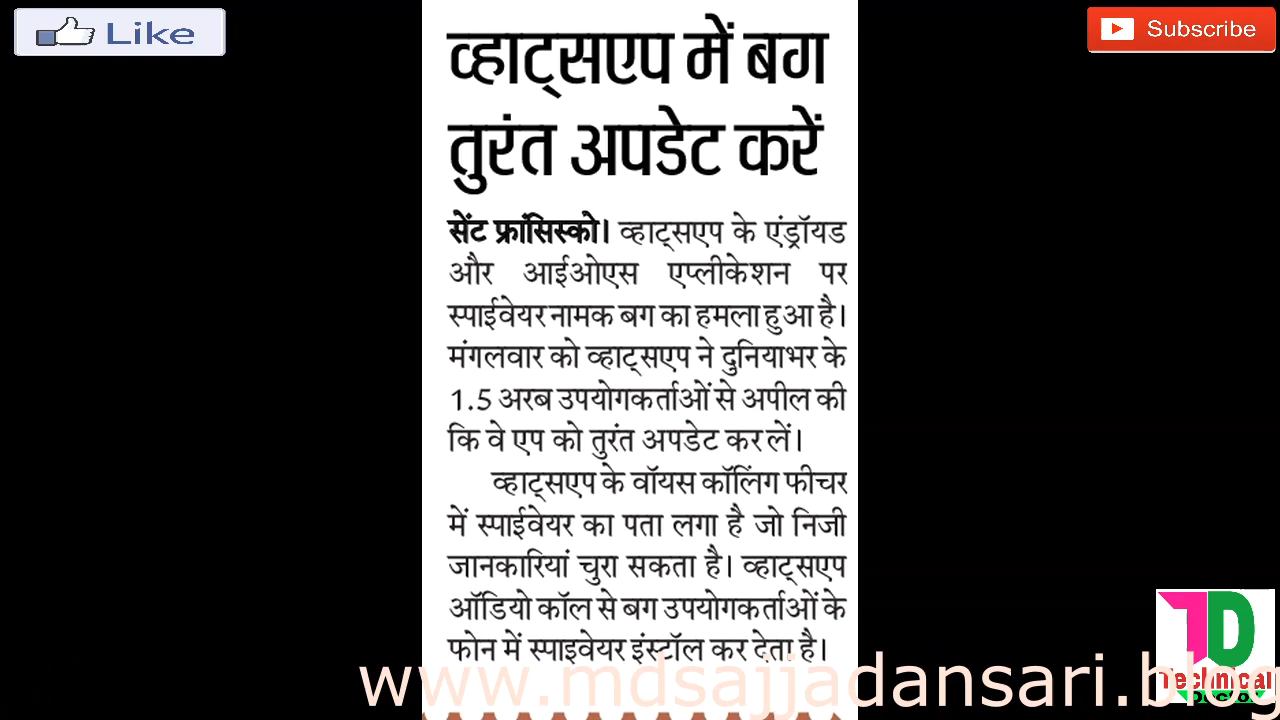 Like
Subscribe
व्हाट्सएप में बग
तुरंत अपडेट करें
सेंट फ्रांसिस्को। व्हाट्सएप के एंड्रॉयड
और आईओएस एप्लीकेशन पर
स्पाईवेयर नामक बग का हमला हुआ है।
मंगलवार को व्हाट्सएप ने दुनियाभर के
1.5 अरब उपयोगकर्ताओं से अपील की
कि वे एप को तुरंत अपडेट कर लें।
व्हाट्सएप के वॉयस कॉलिंग फीचर
में स्पाईवेयर का पता लगा है जो निजी
जानकारियां चुरा सकता है। व्हाट्सएप
ऑडियो कॉल से बग उपयोगकर्ताओं के
फोन में स्पाइवेयर इंस्टॉल कर देता है।
www.mdsajjadansari.blog
TD
Technical